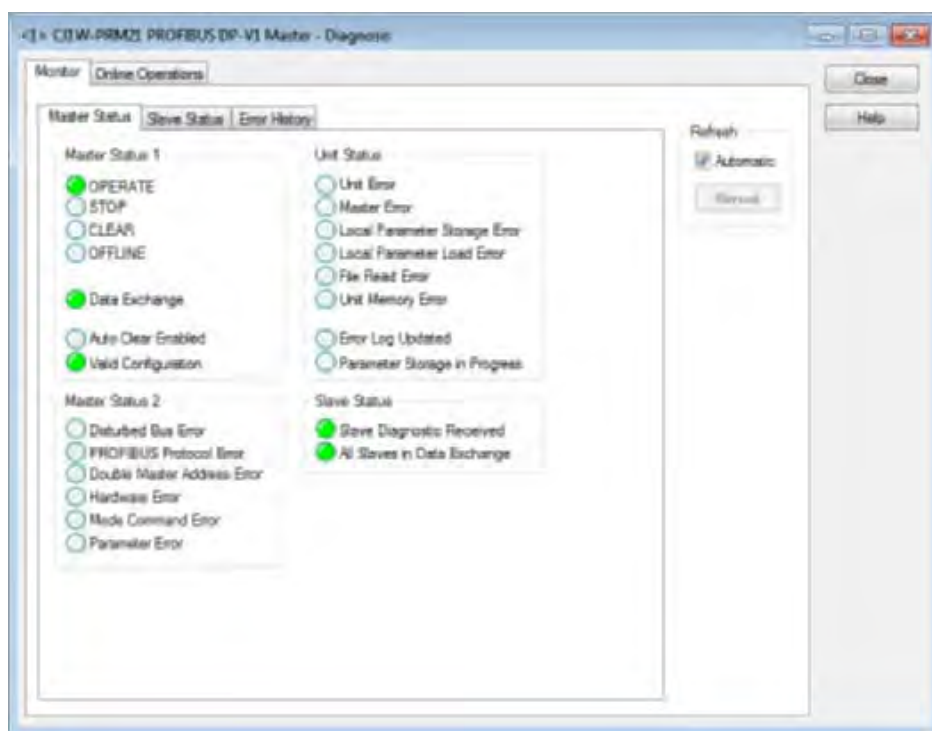 <1> CJ1W-PRM21 PROFIBUS DP-V1 Master - Diagnosis
Monitor
Online Operations
Close
Help
Master Status
Slave Status
Error History
Refresh
Automatic
Manual
Master Status 1
OPERATE
STOP
CLEAR
OFFLINE
Data Exchange
Auto Clear Enabled
Valid Configuration
Unit Status
Unit Error
Master Error
Local Parameter Storage Error
Local Parameter Load Error
File Read Error
Unit Memory Error
Error Log Updated
Parameter Storage in Progress
Master Status 2
Disturbed Bus Error
PROFIBUS Protocol Error
Double Master Address Error
Hardware Error
Mode Command Error
Parameter Error
Slave Status
Slave Diagnostic Received
All Slaves in Data Exchange